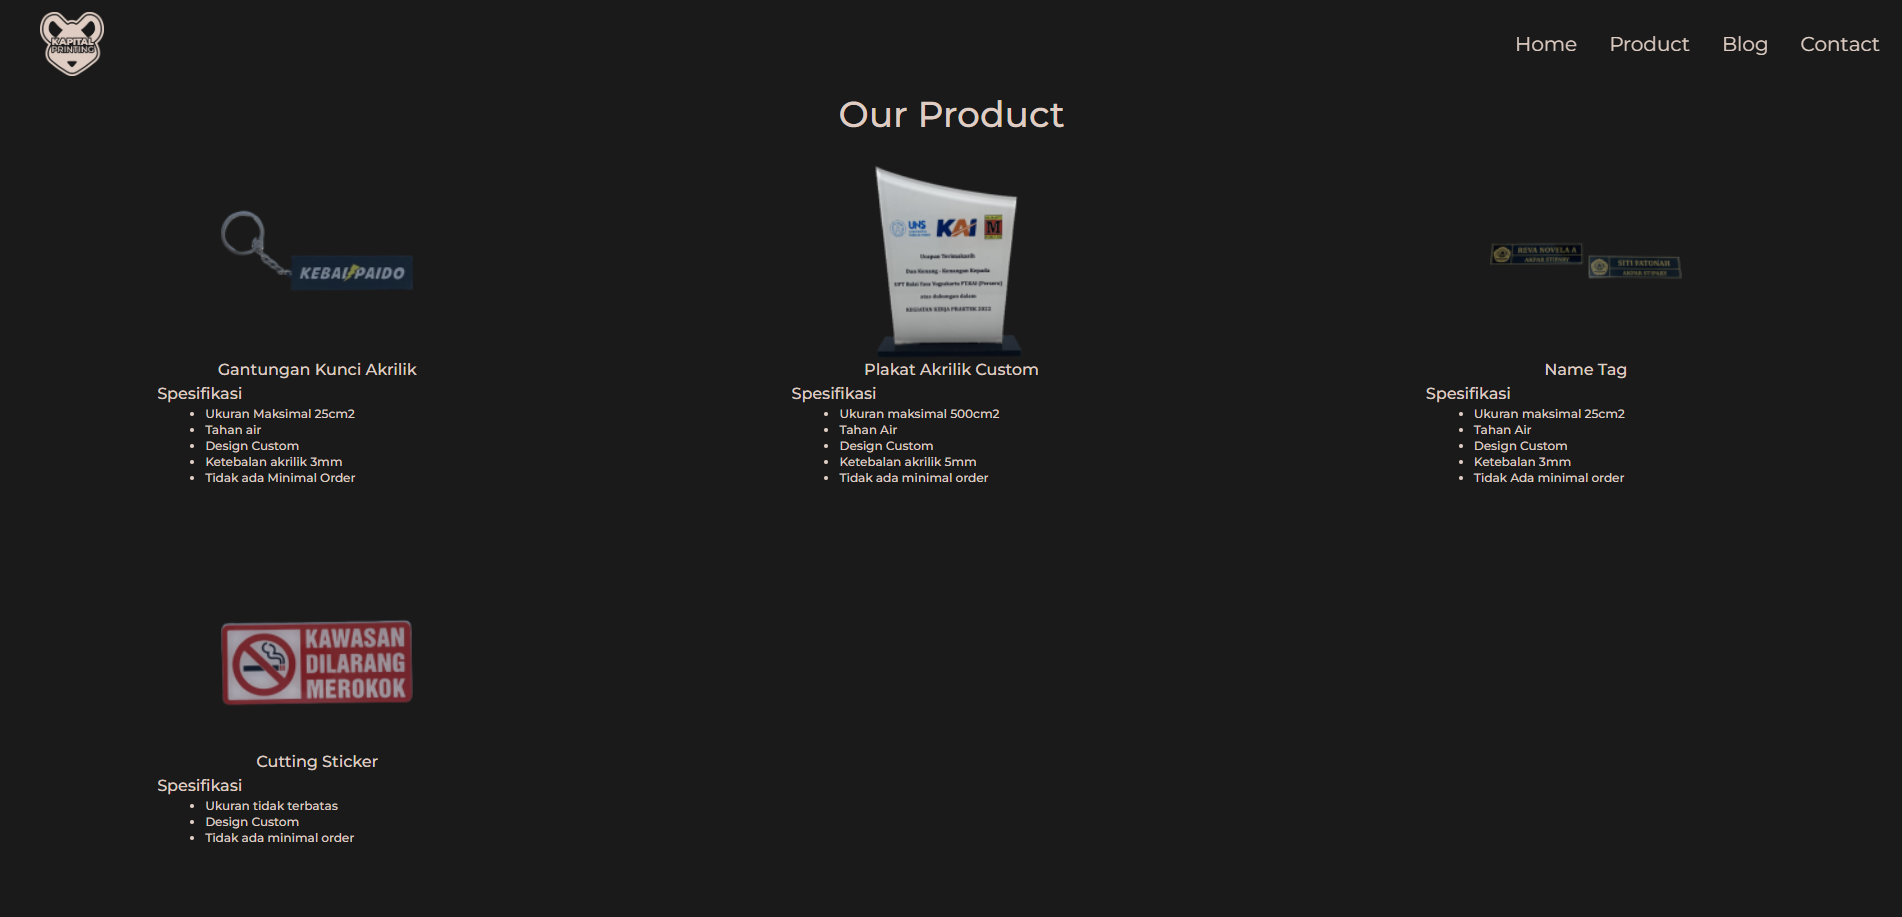 KAPITAL
PRINTING
Home
Product
Blog
Contact
Our Product
KEBAI PAIDO
UNS
KAI
M
Ucapan Terimakasih
Dan Kenang - Kenangan Kepada
UPT Balai Yasa Yogyakarta PT.KAI (Persero)
atas dukungan dalam
KEGIATAN KERJA PRAKTEK 2022
REVA NOVELA A
AKPAR STIPARY
SITI FATONAH
AKPAR STIPARY
Gantungan Kunci Akrilik
Spesifikasi
Ukuran Maksimal 25cm2
Tahan air
Design Custom
Ketebalan akrilik 3mm
Tidak ada Minimal Order
Plakat Akrilik Custom
Spesifikasi
Ukuran maksimal 500cm2
Tahan Air
Design Custom
Ketebalan akrilik 5mm
Tidak ada minimal order
Name Tag
Spesifikasi
Ukuran maksimal 25cm2
Tahan Air
Design Custom
Ketebalan 3mm
Tidak Ada minimal order
KAWASAN
DILARANG
MEROKOK
Cutting Sticker
Spesifikasi
Ukuran tidak terbatas
Design Custom
Tidak ada minimal order